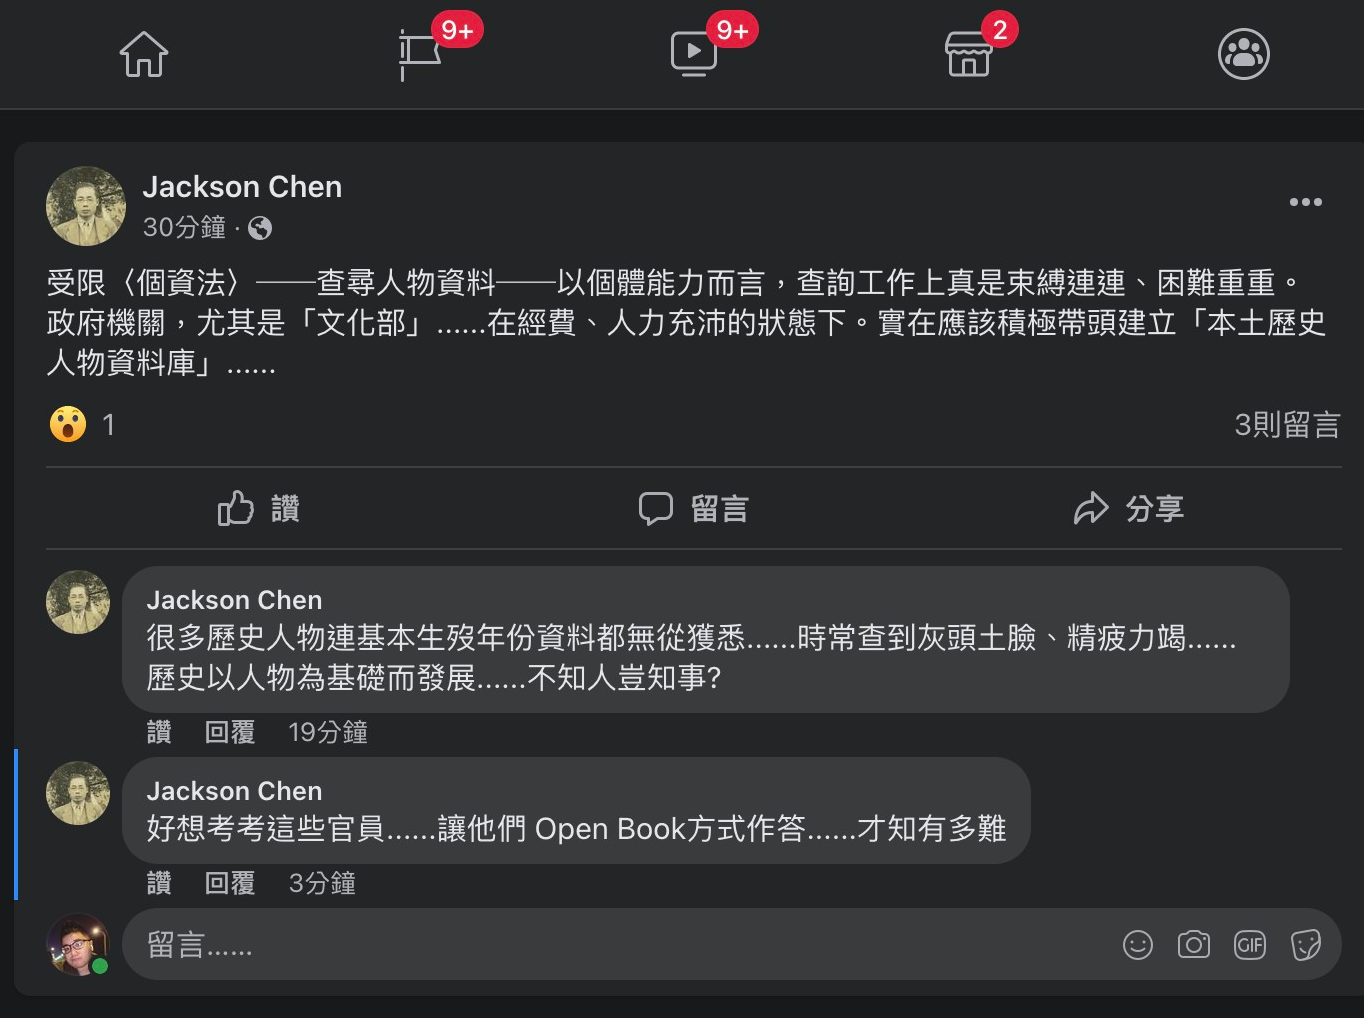 9+
9+
2
Jackson Chen
30分鐘 ·
受限〈個資法〉——查尋人物資料——以個體能力而言，查詢工作上真是束縛連連、困難重重。
政府機關，尤其是「文化部」......在經費、人力充沛的狀態下。實在應該積極帶頭建立「本土歷史
人物資料庫」......
1
3則留言
讚
留言
分享
Jackson Chen
很多歷史人物連基本生歿年份資料都無從獲悉......時常查到灰頭土臉、精疲力竭......
歷史以人物為基礎而發展......不知人豈知事?
讚 回覆 19分鐘
Jackson Chen
好想考考這些官員......讓他們 Open Book方式作答......才知有多難
讚 回覆 3分鐘
留言......
GIF